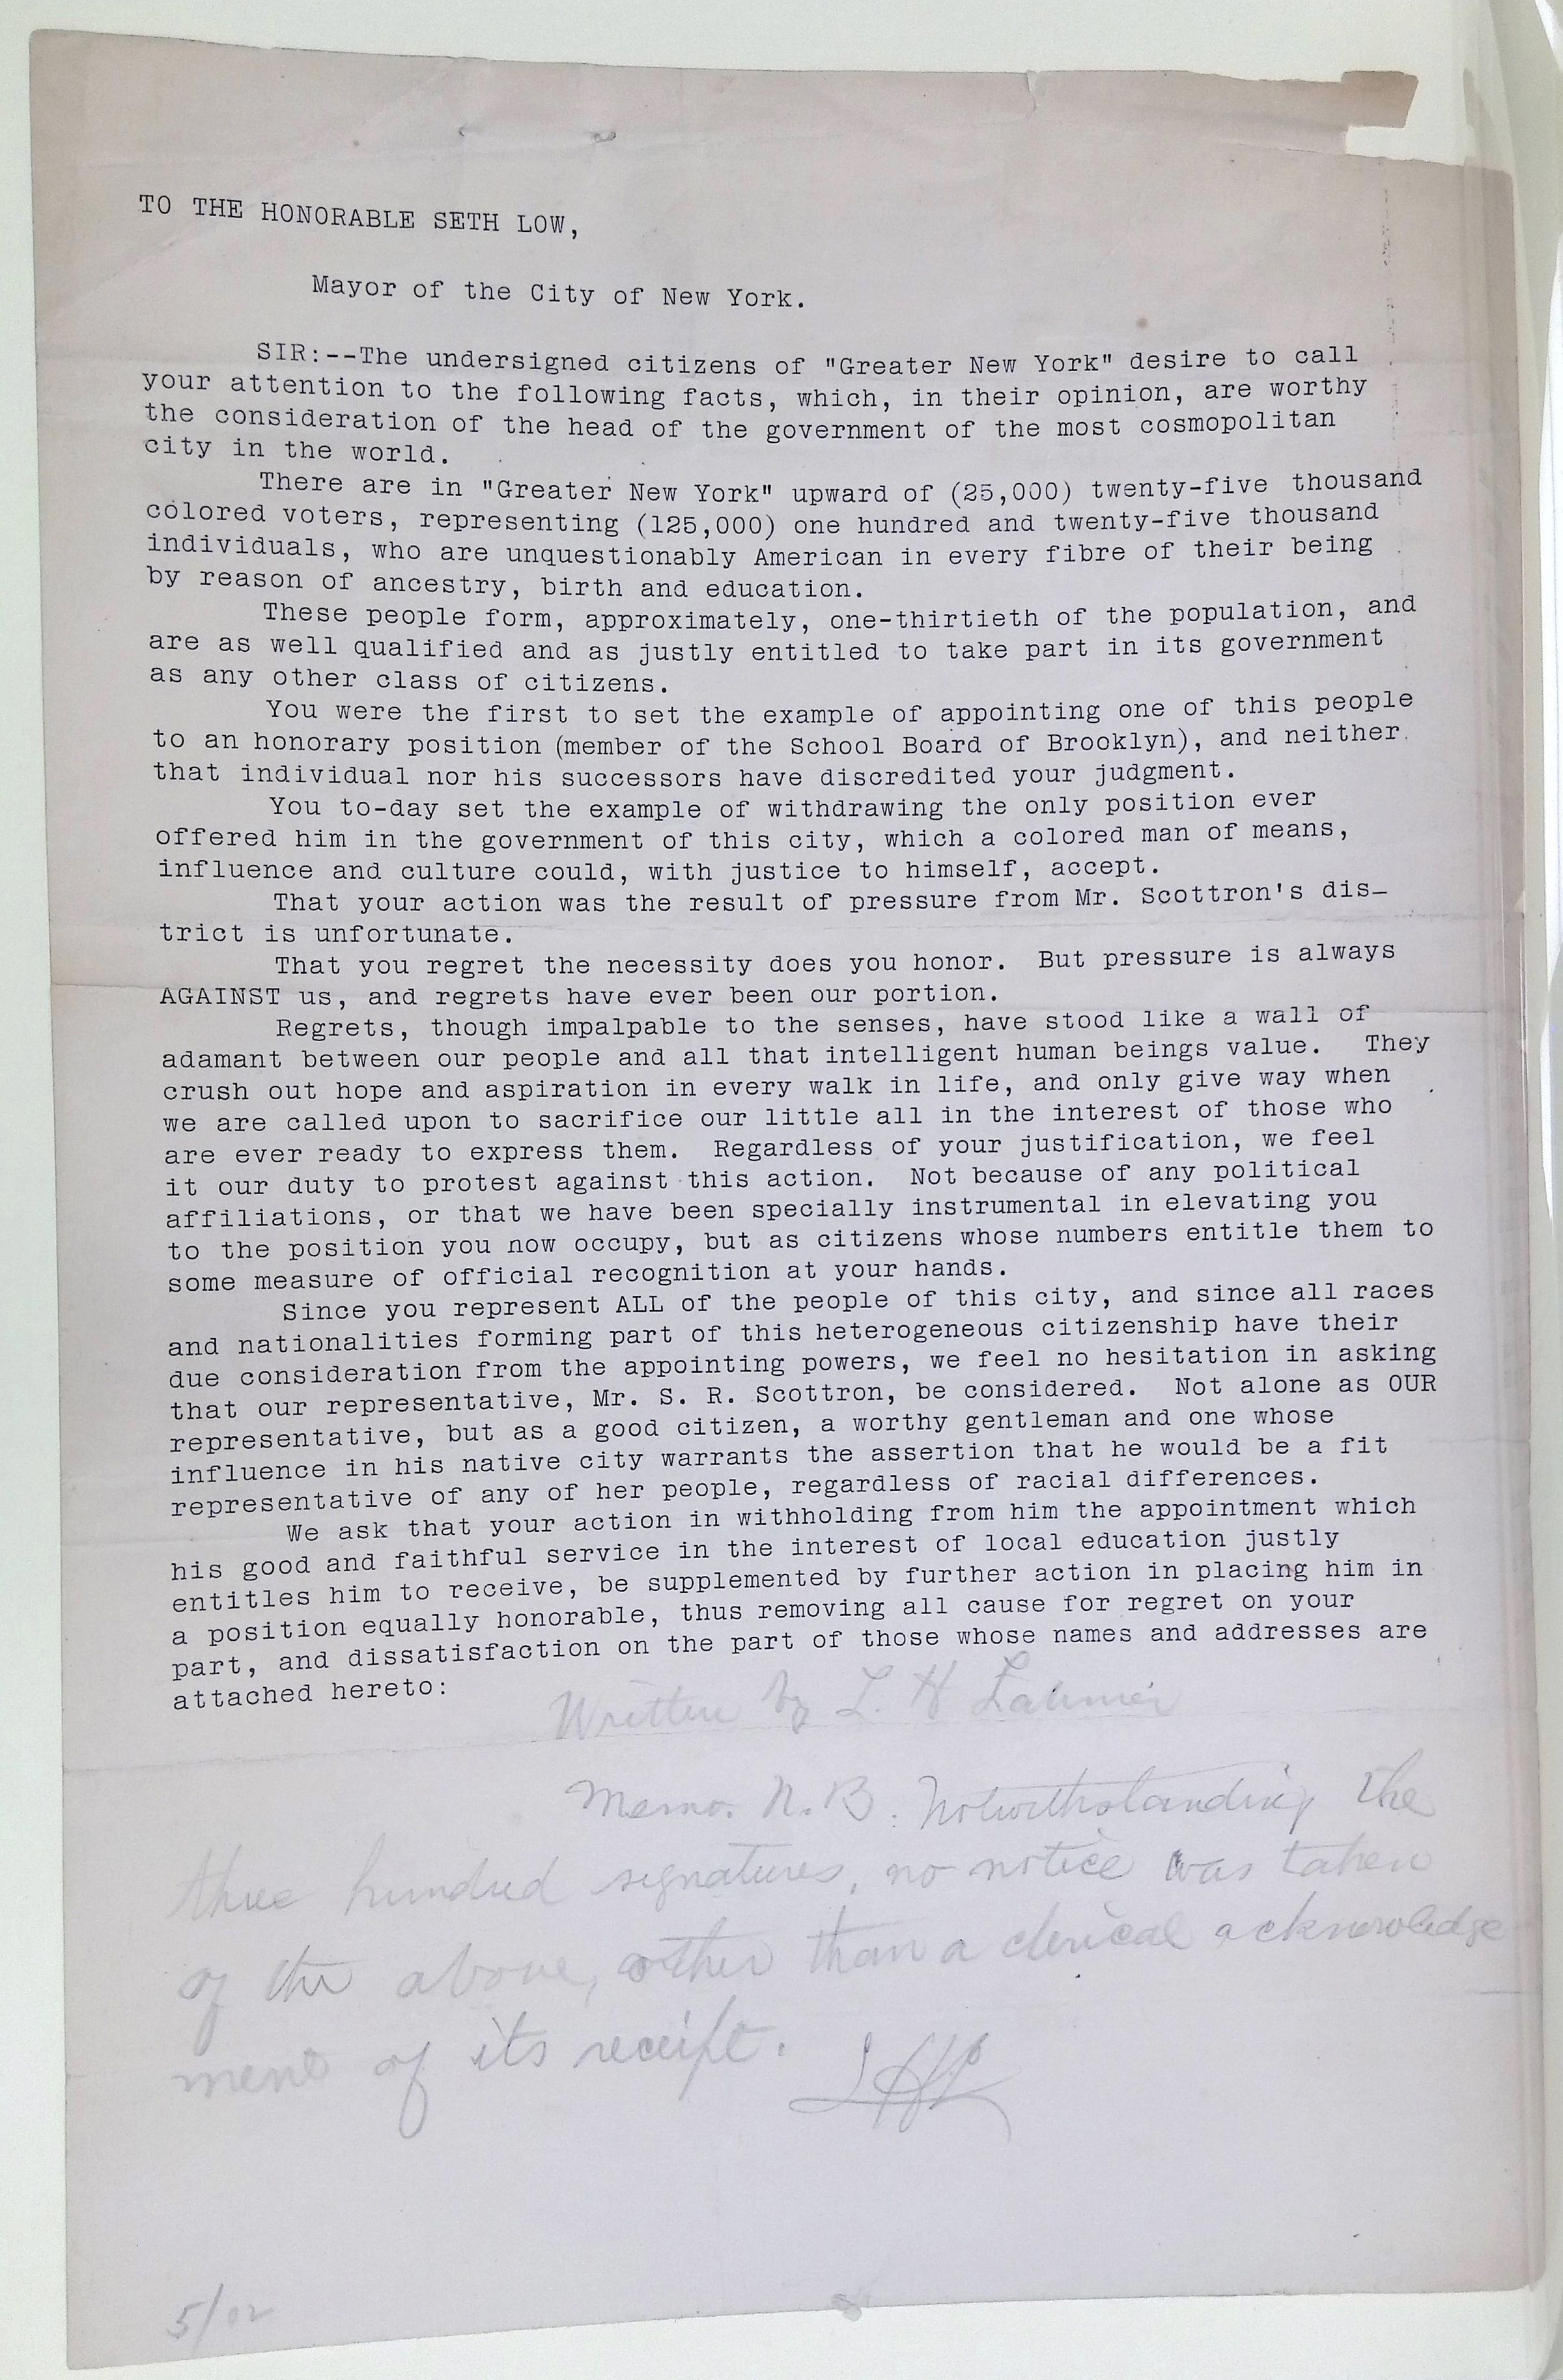 TO THE HONORABLE SETH LOW,
Mayor of the City of New York.
SIR:--The undersigned citizens of "Greater New York" desire to call
your attention to the following facts, which, in their opinion, are worthy
the consideration of the head of the government of the most cosmopolitan
city in the world.
There are in "Greater New York" upward of (25,000) twenty-five thousand
colored voters, representing (125,000) one hundred and twenty-five thousand
individuals, who are unquestionably American in every fibre of their being
by reason of ancestry, birth and education.
These people form, approximately, one-thirtieth of the population, and
are as well qualified and as justly entitled to take part in its government
as any other class of citizens.
You were the first to set the example of appointing one of this people
to an honorary position (member of the School Board of Brooklyn), and neither
that individual nor his successors have discredited your judgment.
You to-day set the example of withdrawing the only position ever
offered him in the government of this city, which a colored man of means,
influence and culture could, with justice to himself, accept.
That your action was the result of pressure from Mr. Scottron's dis-
trict is unfortunate.
That you regret the necessity does you honor. But pressure is always
AGAINST us, and regrets have ever been our portion.
Regrets, though impalpable to the senses, have stood like a wall of
adamant between our people and all that intelligent human beings value. They
crush out hope and aspiration in every walk in life, and only give way when
we are called upon to sacrifice our little all in the interest of those who
are ever ready to express them. Regardless of your justification, we feel
it our duty to protest against this action. Not because of any political
affiliations, or that we have been specially instrumental in elevating you
to the position you now occupy, but as citizens whose numbers entitle them to
some measure of official recognition at your hands.
Since you represent ALL of the people of this city, and since all races
and nationalities forming part of this heterogeneous citizenship have their
due consideration from the appointing powers, we feel no hesitation in asking
that our representative, Mr. S. R. Scottron, be considered. Not alone as OUR
representative, but as a good citizen, a worthy gentleman and one whose
influence in his native city warrants the assertion that he would be a fit
representative of any of her people, regardless of racial differences.
We ask that your action in withholding from him the appointment which
his good and faithful service in the interest of local education justly
entitles him to receive, be supplemented by further action in placing him in
a position equally honorable, thus removing all cause for regret on your
part, and dissatisfaction on the part of those whose names and addresses are
attached hereto:
Written by L. H Latimer
Memo. N.B. Notwithstanding the
three hundred signatures, no notice was taken
of the above, other than a clerical acknowledge
ment of its receipt. LHL
5/02